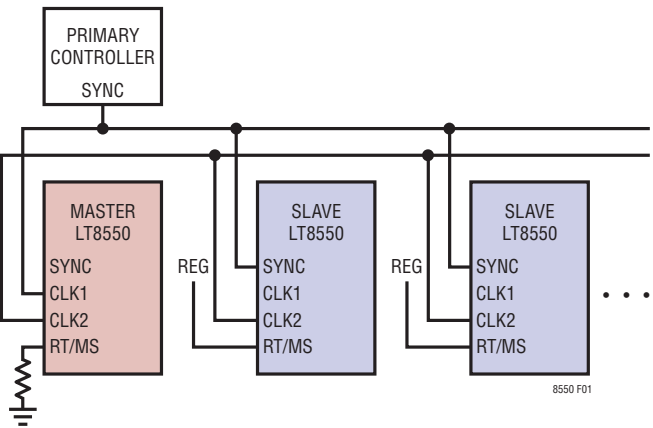 PRIMARY
CONTROLLER
SYNC
MASTER
LT8550
SYNC
CLK1
CLK2
RT/MS
REG
SLAVE
LT8550
SYNC
CLK1
CLK2
RT/MS
REG
SLAVE
LT8550
SYNC
CLK1
CLK2
RT/MS
• • •
8550 F01